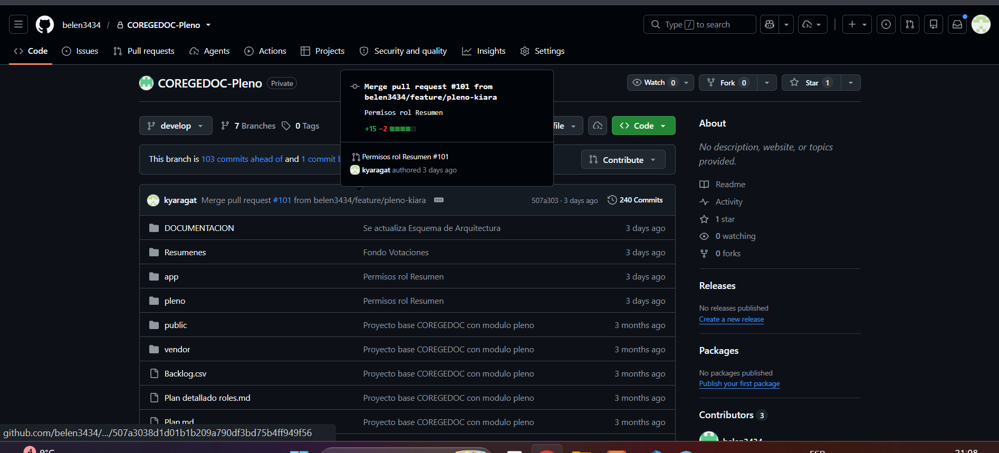 belen3434 / COREGEDOC-Pleno
Type / to search
Code
Issues
Pull requests
Agents
Actions
Projects
Security and quality
Insights
Settings
COREGEDOC-Pleno Private
Watch 0
Fork 0
Star 1
Merge pull request #101 from
belen3434/feature/pleno-kiara
Permisos rol Resumen
+15 −2
Permisos rol Resumen #101
kyaragat authored 3 days ago
develop
7 Branches
0 Tags
file
Code
This branch is 103 commits ahead of and 1 commit
Contribute
kyaragat Merge pull request #101 from belen3434/feature/pleno-kiara
507a303 · 3 days ago
240 Commits
DOCUMENTACION Se actualiza Esquema de Arquitectura 3 days ago
Resumenes Fondo Votaciones 3 days ago
app Permisos rol Resumen 3 days ago
pleno Permisos rol Resumen 3 days ago
public Proyecto base COREGEDOC con modulo pleno 3 months ago
vendor Proyecto base COREGEDOC con modulo pleno 3 months ago
Backlog.csv Proyecto base COREGEDOC con modulo pleno 3 months ago
Plan detallado roles.md Proyecto base COREGEDOC con modulo pleno 3 months ago
Plan.md Proyecto base COREGEDOC con modulo pleno 3 months ago
About
No description, website, or topics
provided.
Readme
Activity
1 star
0 watching
0 forks
Releases
No releases published
Create a new release
Packages
No packages published
Publish your first package
Contributors 3
belen3434
github.com/belen3434/.../507a3038d1d01b1b209a790df3bd75b4ff949f56
4
9°C
ESP
21:08